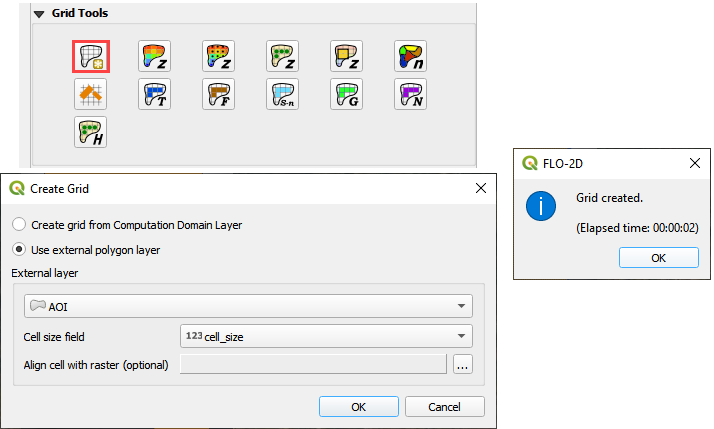 Grid Tools
Z Z Z Z n
T F S-n G N
H
Create Grid
Create grid from Computation Domain Layer
Use external polygon layer
External layer
AOI
Cell size field
123 cell_size
Align cell with raster (optional)
...
OK Cancel
FLO-2D
Grid created.
(Elapsed time: 00:00:02)
OK